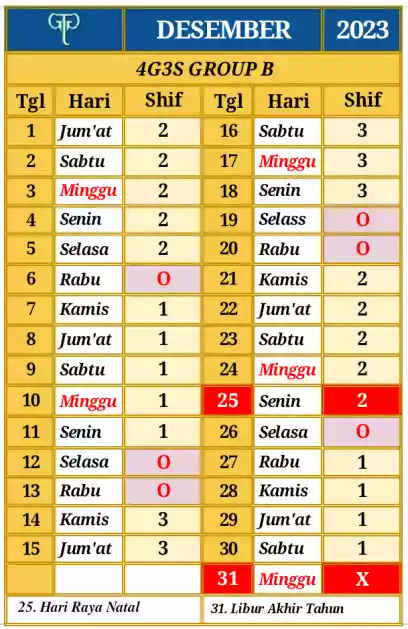 GTC DESEMBER 2023
4G3S GROUP B
Tgl Hari Shif Tgl Hari Shif
1 Jum'at 2 16 Sabtu 3
2 Sabtu 2 17 Minggu 3
3 Minggu 2 18 Senin 3
4 Senin 2 19 Selass O
5 Selasa 2 20 Rabu O
6 Rabu O 21 Kamis 2
7 Kamis 1 22 Jum'at 2
8 Jum'at 1 23 Sabtu 2
9 Sabtu 1 24 Minggu 2
10 Minggu 1 25 Senin 2
11 Senin 1 26 Selasa O
12 Selasa O 27 Rabu 1
13 Rabu O 28 Kamis 1
14 Kamis 3 29 Jum'at 1
15 Jum'at 3 30 Sabtu 1
31 Minggu X
25. Hari Raya Natal 31. Libur Akhir Tahun